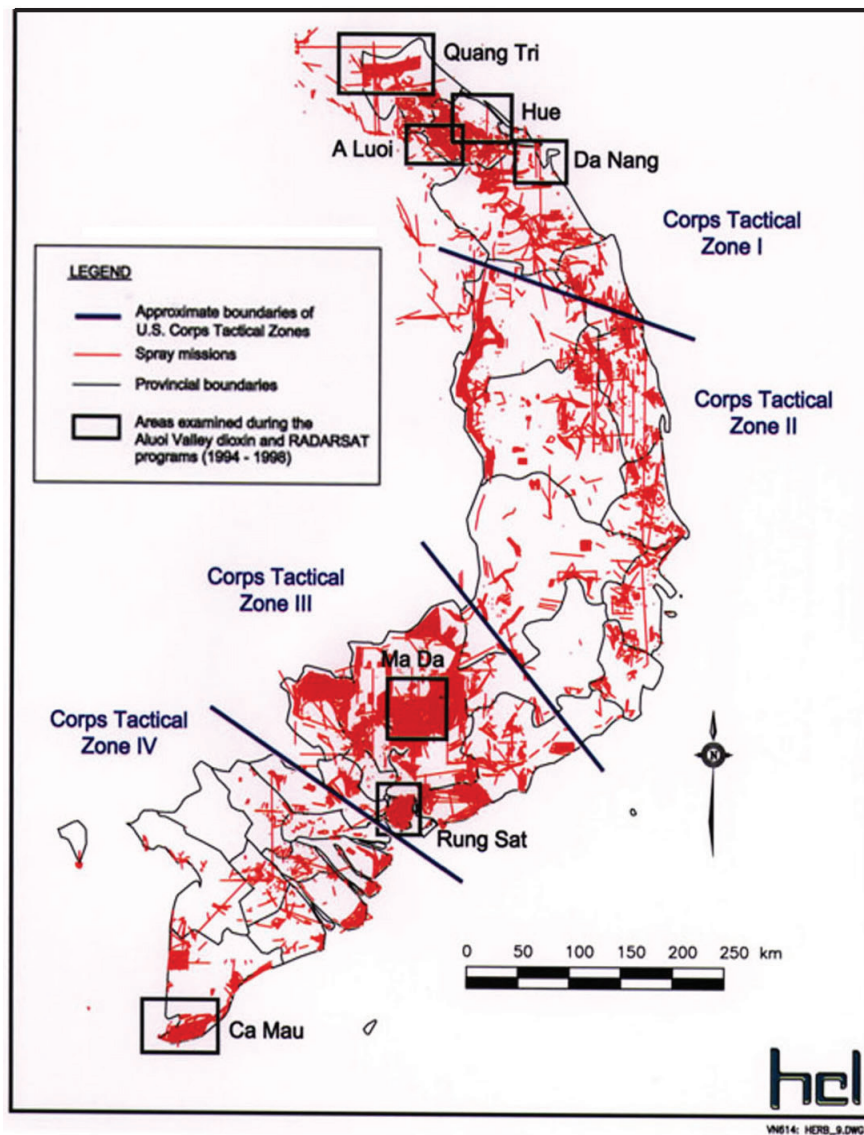 Quang Tri
Hue
A Luoi
Da Nang
Corps Tactical
Zone I
LEGEND
Approximate boundaries of
U.S. Corps Tactical Zones
Spray missions
Provincial boundaries
Areas examined during the
Aluoi Valley dioxin and RADARSAT
programs (1994 - 1998)
Corps Tactical
Zone II
Corps Tactical
Zone III
Ma Da
Corps Tactical
Zone IV
N
Rung Sat
0 50 100 150 200 250 km
Ca Mau
hcl
VN614: HERB_9.DWG